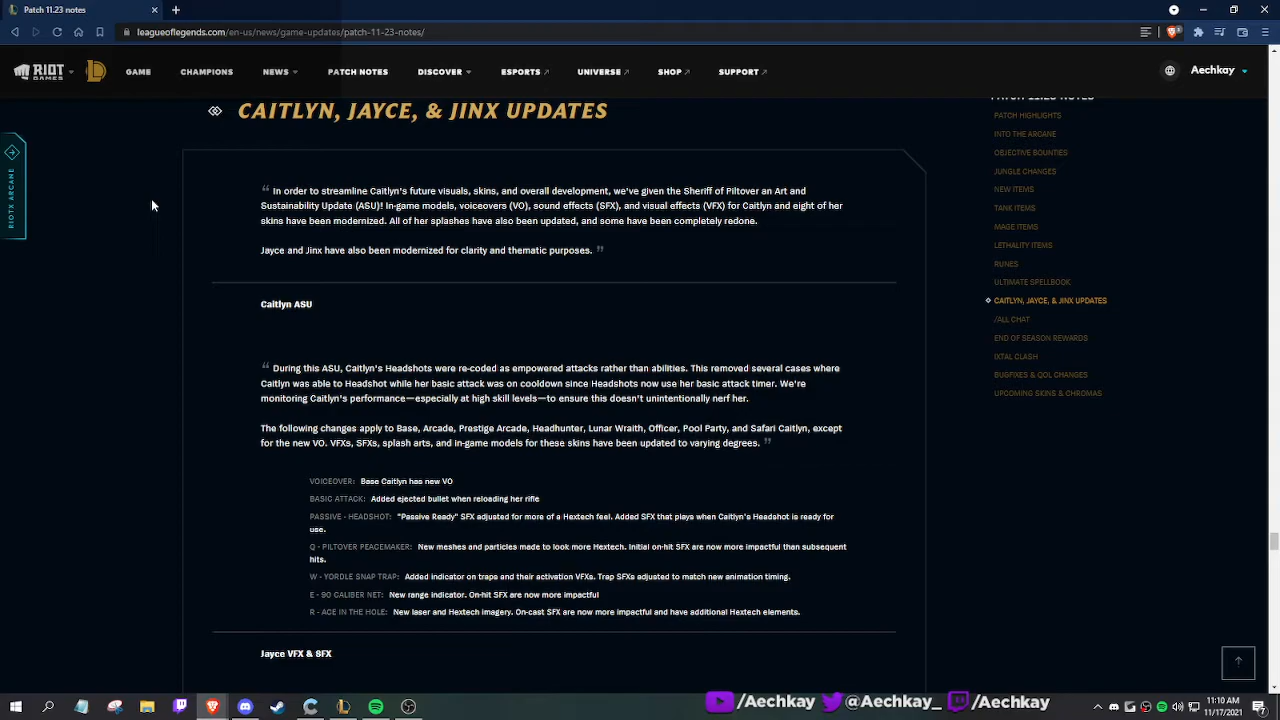 Patch 11.23 notes
leagueoflegends.com/en-us/news/game-updates/patch-11-23-notes/
RIOT GAMES
GAME
CHAMPIONS
NEWS
PATCH NOTES
DISCOVER
ESPORTS
UNIVERSE
SHOP
SUPPORT
Aechkay
CAITLYN, JAYCE, & JINX UPDATES
RIOTX ARCANE
“ In order to streamline Caitlyn's future visuals, skins, and overall development, we've given the Sheriff of Piltover an Art and
Sustainability Update (ASU)! In-game models, voiceovers (VO), sound effects (SFX), and visual effects (VFX) for Caitlyn and eight of her
skins have all been modernized. All of her splashes have also been updated, and some have been completely redone.
Jayce and Jinx have also been modernized for clarity and thematic purposes. ”
Caitlyn ASU
“ During this ASU, Caitlyn's Headshots were re-coded as empowered attacks rather than abilities. This removed several cases where
Caitlyn was able to Headshot while her basic attack was on cooldown since Headshots now use her basic attack timer. We're
monitoring Caitlyn's performance—especially at high skill levels—to ensure this doesn't unintentionally nerf her.
The following changes apply to Base, Arcade, Prestige Arcade, Headhunter, Lunar Wraith, Officer, Pool Party, and Safari Caitlyn, except
for the new VO. VFXs, SFXs, splash arts, and in-game models for these skins have been updated to varying degrees. ”
VOICEOVER: Base Caitlyn has new VO
BASIC ATTACK: Added ejected bullet when reloading her rifle
PASSIVE - HEADSHOT: "Passive Ready" SFX adjusted for more of a Hextech feel. Added SFX that plays when Caitlyn's Headshot is ready for
use.
Q - PILTOVER PEACEMAKER: New meshes and particles made to look more Hextech. Initial on-hit SFX are now more impactful than subsequent
hits.
W - YORDLE SNAP TRAP: Added indicator on traps and their activation VFXs. Trap SFXs adjusted to match new animation timing.
E - 90 CALIBER NET: New range indicator. On-hit SFX are now more impactful
R - ACE IN THE HOLE: New laser and Hextech imagery. On-cast SFX are now more impactful and have additional Hextech elements.
Jayce VFX & SFX
PATCH 11.23 NOTES
PATCH HIGHLIGHTS
INTO THE ARCANE
OBJECTIVE BOUNTIES
JUNGLE CHANGES
NEW ITEMS
TANK ITEMS
MAGE ITEMS
LETHALITY ITEMS
RUNES
ULTIMATE SPELLBOOK
CAITLYN, JAYCE, & JINX UPDATES
/ALL CHAT
END OF SEASON REWARDS
IXTAL CLASH
BUGFIXES & QOL CHANGES
UPCOMING SKINS & CHROMAS
/Aechkay
@Aechkay_
/Aechkay
11:10 AM
11/17/2021